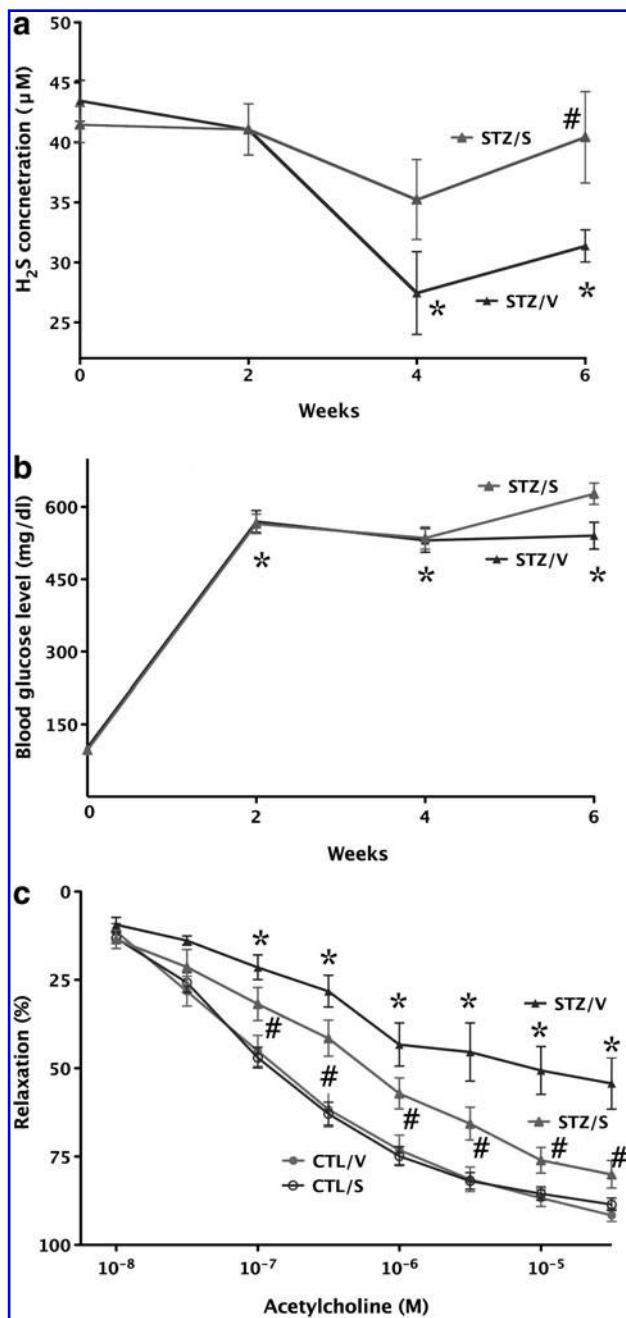 a
50
45
40
35
30
25
H₂S concnetration (µM)
STZ/S
#
STZ/V
*
*
0 2 4 6
Weeks
b
600
450
300
150
Blood glucose level (mg/dl)
STZ/S
STZ/V
* * *
0 2 4 6
Weeks
c
0
25
50
75
100
Relaxation (%)
* * * * * *
STZ/V
# # # # # #
STZ/S
CTL/V
CTL/S
10⁻⁸ 10⁻⁷ 10⁻⁶ 10⁻⁵
Acetylcholine (M)